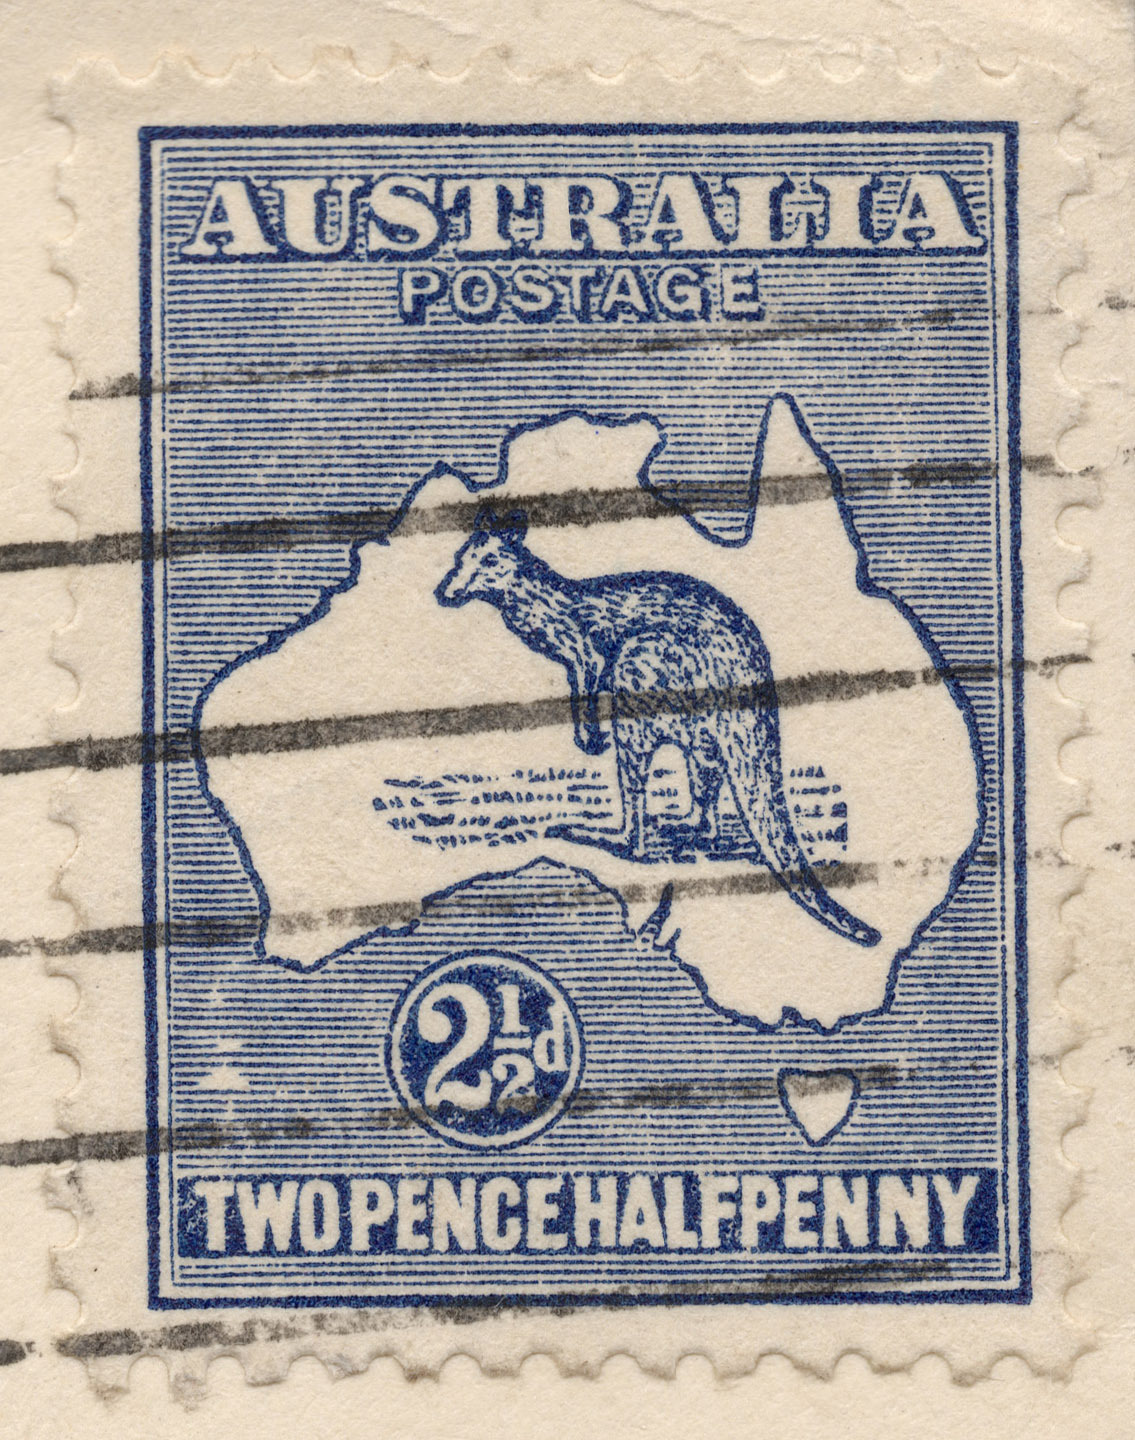 AUSTRALIA
POSTAGE
2½d
TWO PENCE HALFPENNY